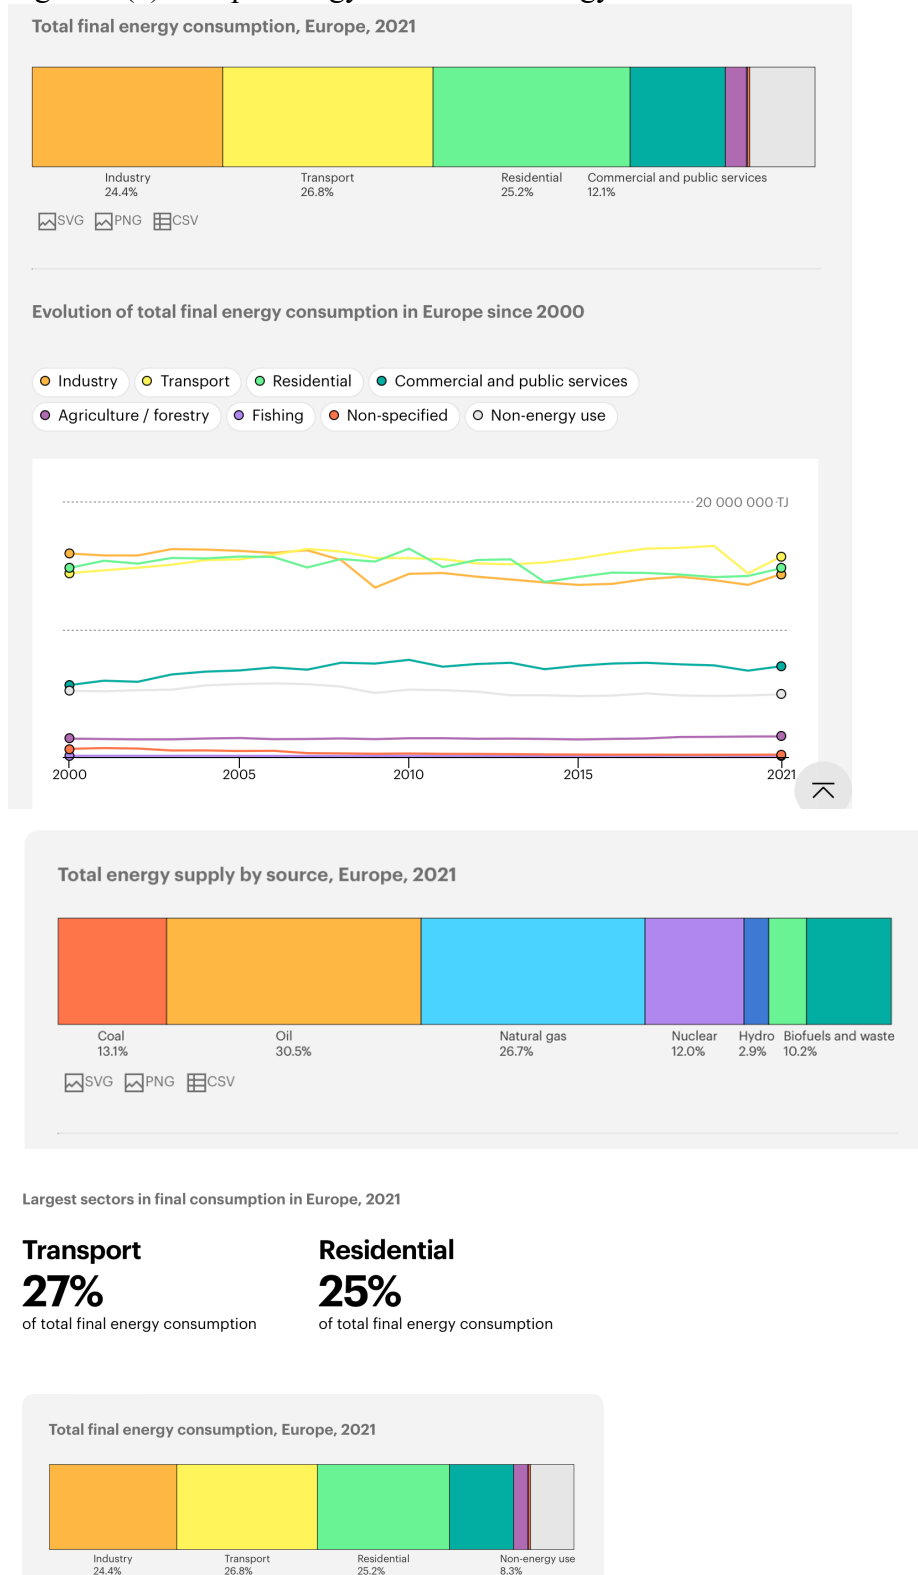 Total final energy consumption, Europe, 2021
Industry Transport Residential Commercial and public services
24.4% 26.8% 25.2% 12.1%
SVG PNG CSV
Evolution of total final energy consumption in Europe since 2000
Industry Transport Residential Commercial and public services
Agriculture / forestry Fishing Non-specified Non-energy use
20 000 000 TJ
2000 2005 2010 2015 2021
Total energy supply by source, Europe, 2021
Coal Oil Natural gas Nuclear Hydro Biofuels and waste
13.1% 30.5% 26.7% 12.0% 2.9% 10.2%
SVG PNG CSV
Largest sectors in final consumption in Europe, 2021
Transport Residential
27% 25%
of total final energy consumption of total final energy consumption
Total final energy consumption, Europe, 2021
Industry Transport Residential Non-energy use
24.4% 26.8% 25.2% 8.3%